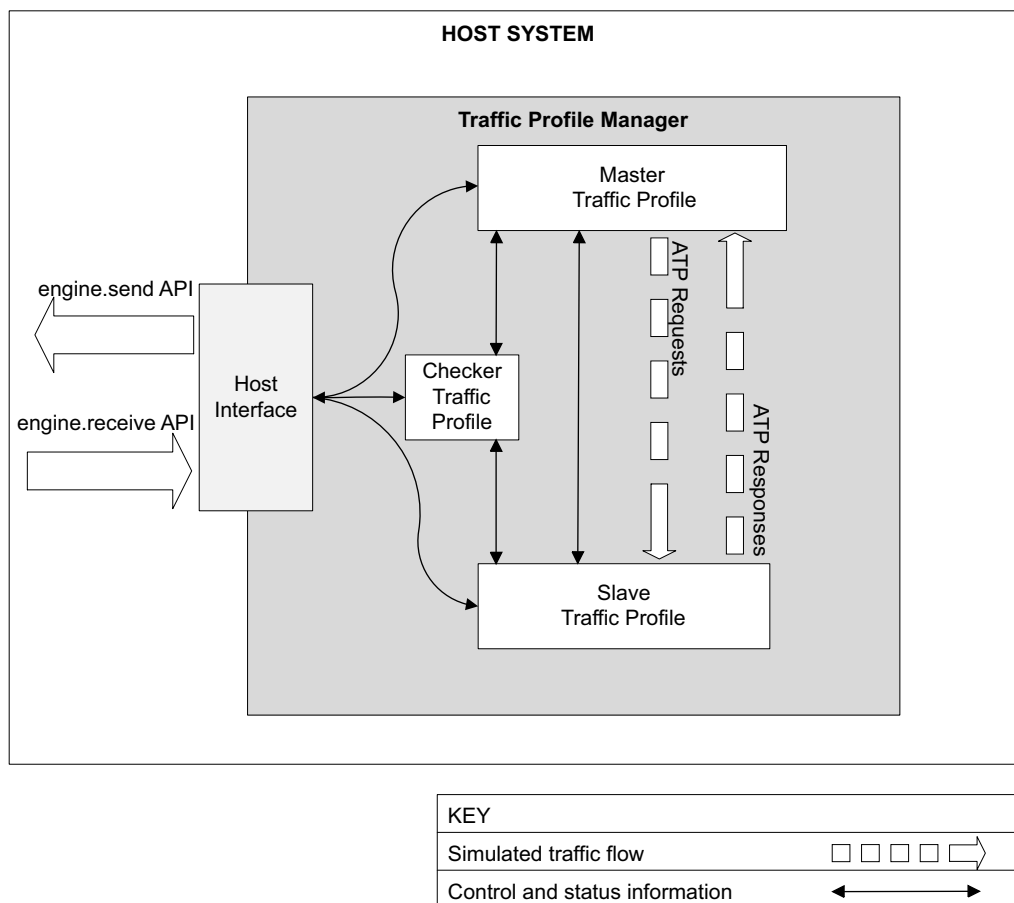 HOST SYSTEM
Traffic Profile Manager
Master
Traffic Profile
engine.send API
ATP Requests
Host
Interface
Checker
Traffic
Profile
engine.receive API
ATP Responses
Slave
Traffic Profile
KEY
Simulated traffic flow
Control and status information